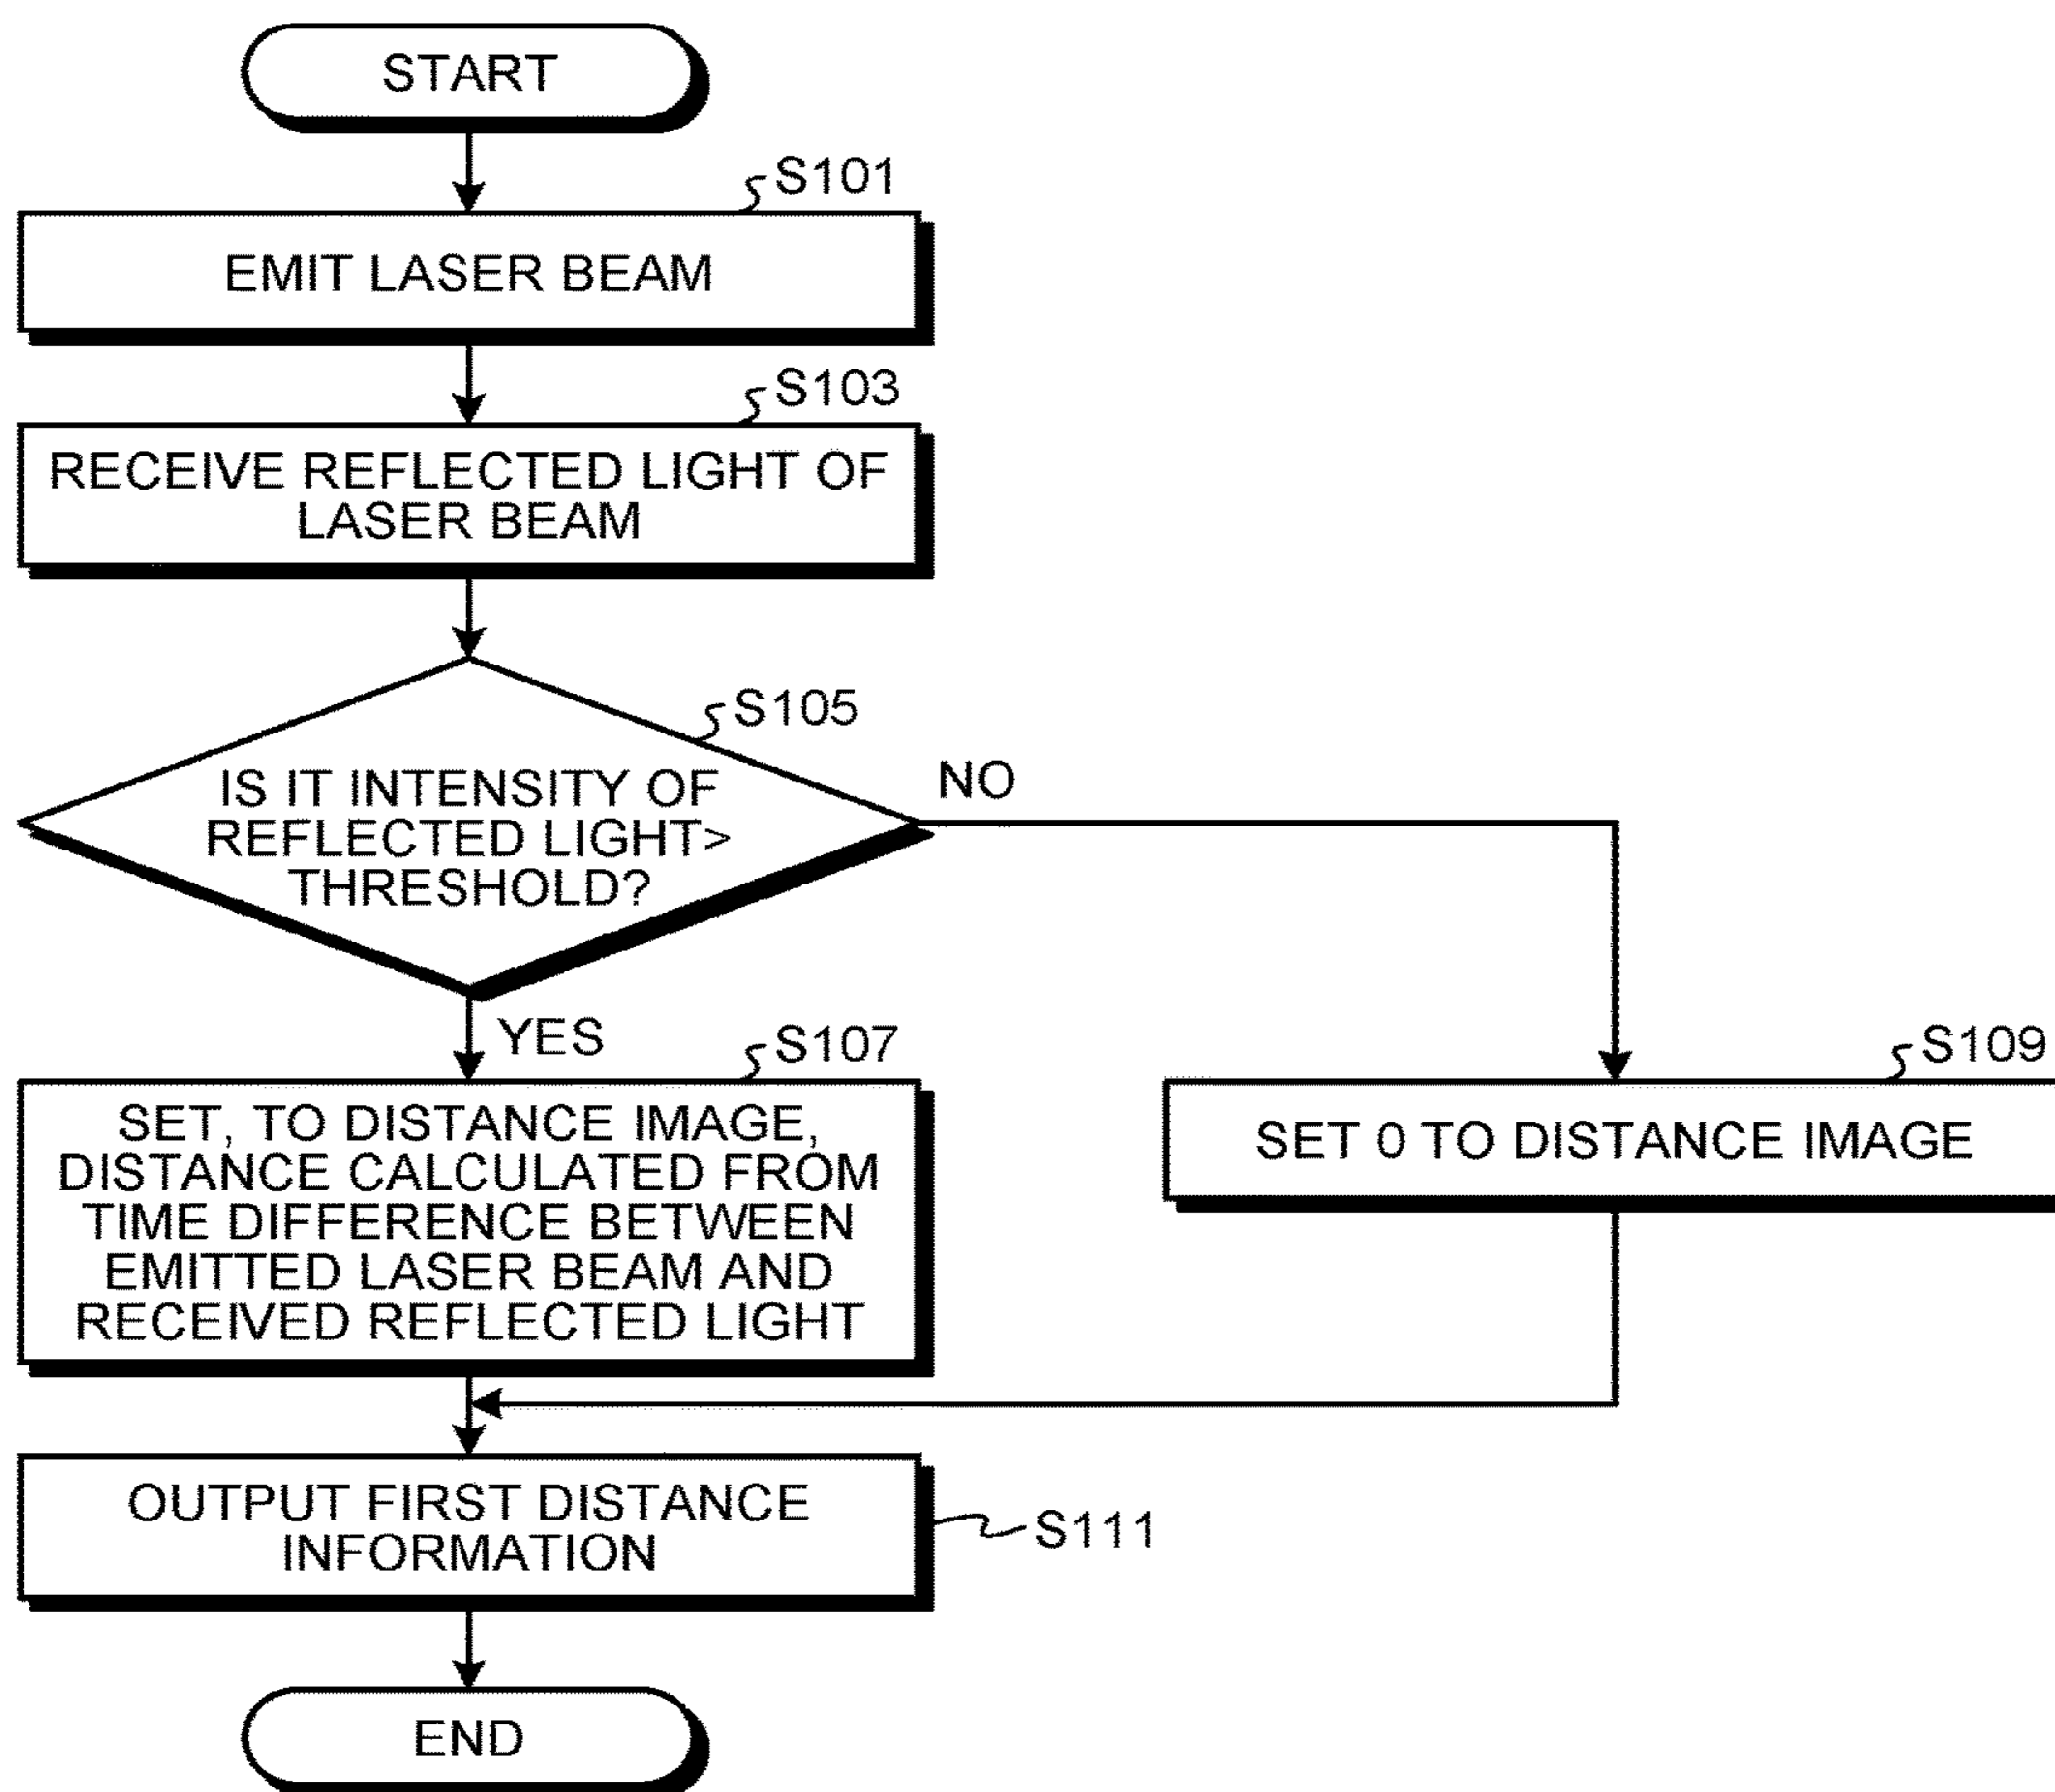 START
S101
EMIT LASER BEAM
S103
RECEIVE REFLECTED LIGHT OF
LASER BEAM
S105
IS IT INTENSITY OF
REFLECTED LIGHT>
THRESHOLD?
NO
YES
S107
SET, TO DISTANCE IMAGE,
DISTANCE CALCULATED FROM
TIME DIFFERENCE BETWEEN
EMITTED LASER BEAM AND
RECEIVED REFLECTED LIGHT
S109
SET 0 TO DISTANCE IMAGE
OUTPUT FIRST DISTANCE
INFORMATION
S111
END